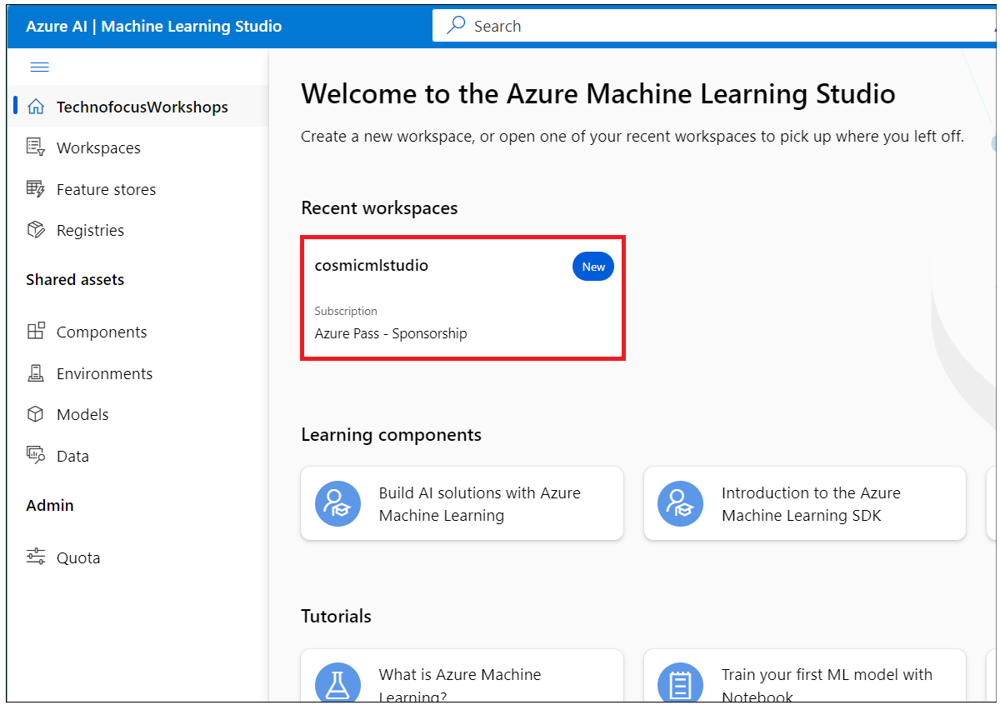 Azure AI | Machine Learning Studio
Search
TechnofocusWorkshops
Workspaces
Feature stores
Registries
Shared assets
Components
Environments
Models
Data
Admin
Quota
Welcome to the Azure Machine Learning Studio
Create a new workspace, or open one of your recent workspaces to pick up where you left off.
Recent workspaces
cosmicmlstudio
New
Subscription
Azure Pass - Sponsorship
Learning components
Build AI solutions with Azure
Machine Learning
Introduction to the Azure
Machine Learning SDK
Tutorials
What is Azure Machine
Learning?
Train your first ML model with
Notebook